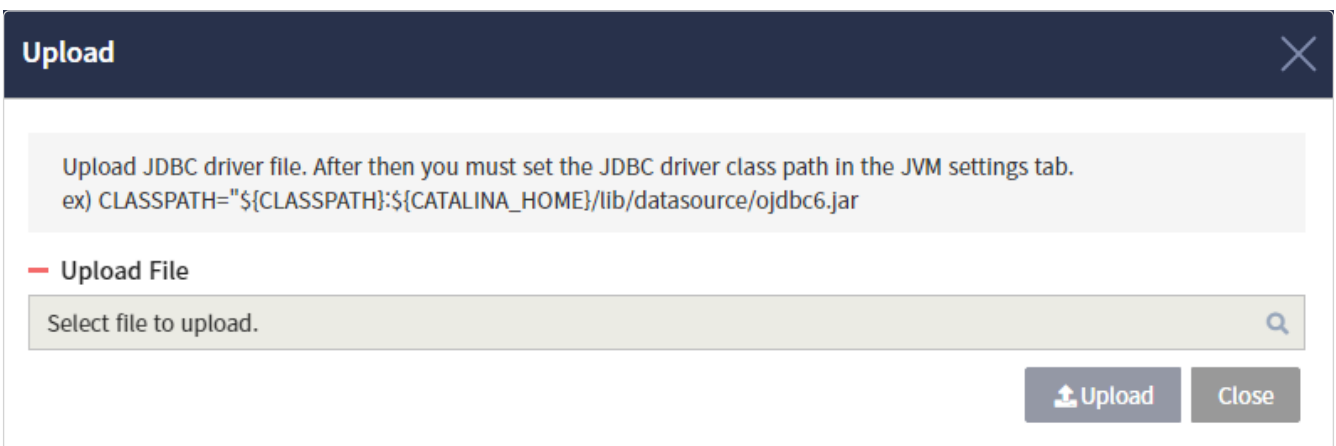 Upload
Upload JDBC driver file. After then you must set the JDBC driver class path in the JVM settings tab.
ex) CLASSPATH="${CLASSPATH}:${CATALINA_HOME}/lib/datasource/ojdbc6.jar
Upload File
Select file to upload.
Upload Close